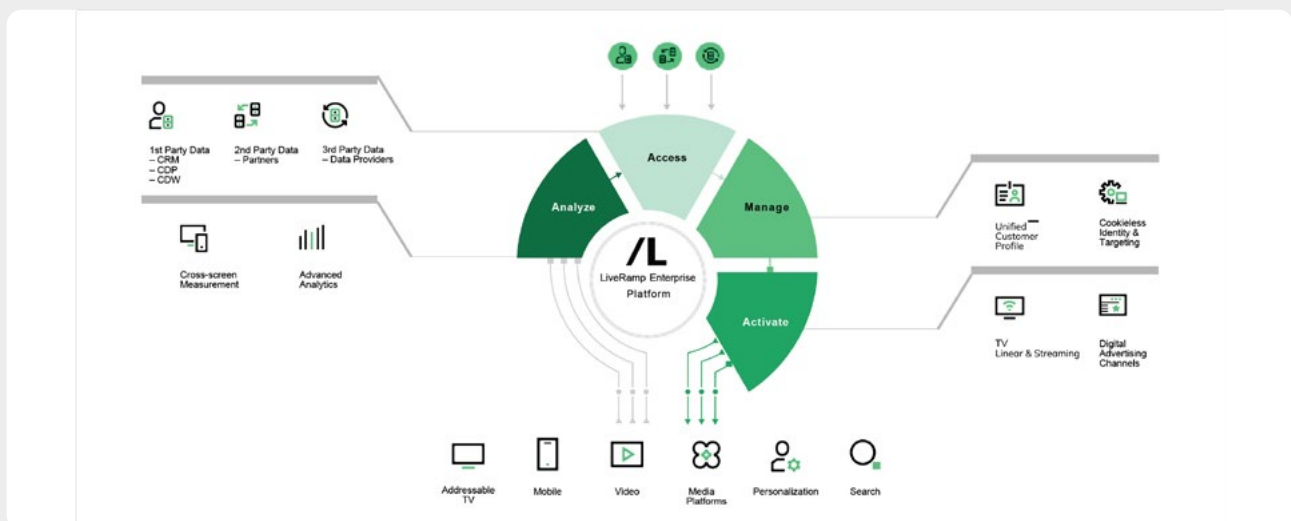 1st Party Data
– CRM
– CDP
– CDW
2nd Party Data
– Partners
3rd Party Data
– Data Providers
Cross-screen
Measurement
Advanced
Analytics
Access
Analyze
Manage
Activate
/L
LiveRamp Enterprise
Platform
Unified
Customer
Profile
Cookieless
Identity &
Targeting
TV
Linear & Streaming
Digital
Advertising
Channels
Addressable
TV
Mobile
Video
Media
Platforms
Personalization
Search